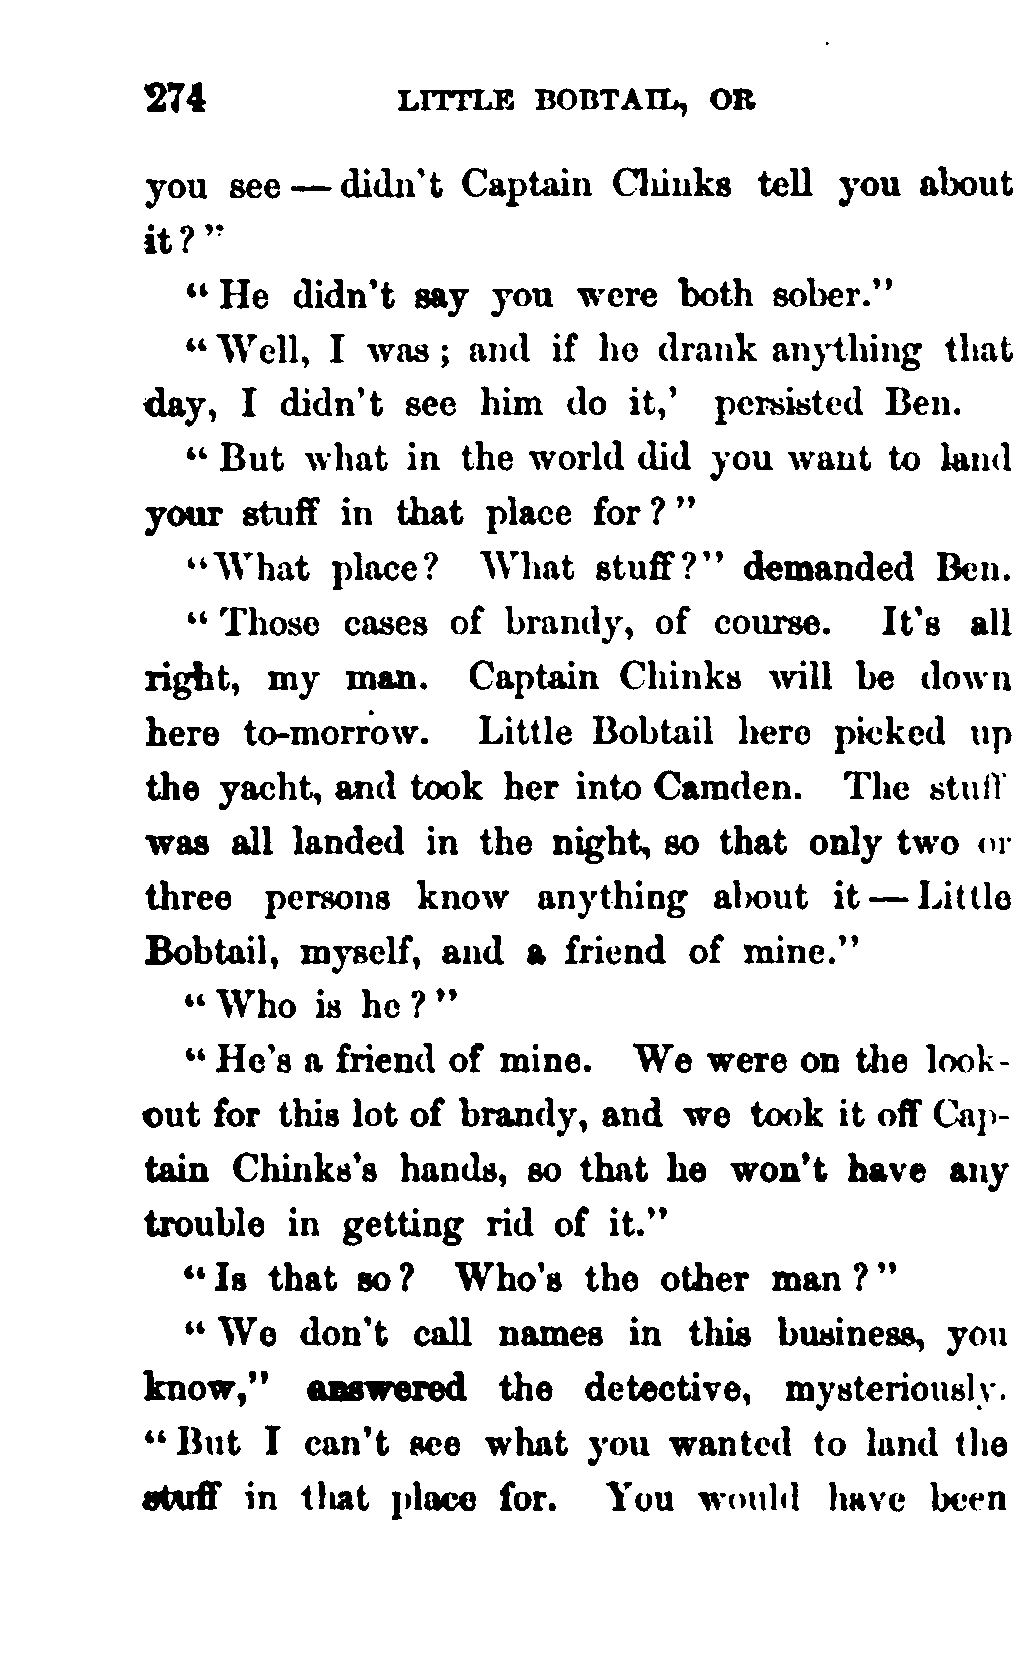 274 LITTLE BOBTAIL, OR
you see — didn't Captain Chinks tell you about
it?"
"He didn't say you were both sober."
"Well, I was; and if he drank anything that
day, I didn't see him do it,' persisted Ben.
"But what in the world did you want to land
your stuff in that place for?"
"What place? What stuff?" demanded Ben.
"Those cases of brandy, of course. It's all
right, my man. Captain Chinks will be down
here to-morrow. Little Bobtail here picked up
the yacht, and took her into Camden. The stuff
was all landed in the night, so that only two or
three persons know anything about it — Little
Bobtail, myself, and a friend of mine."
"Who is he?"
"He's a friend of mine. We were on the look-
out for this lot of brandy, and we took it off Cap-
tain Chinks's hands, so that he won't have any
trouble in getting rid of it."
"Is that so? Who's the other man?"
"We don't call names in this business, you
know," answered the detective, mysteriously.
"But I can't see what you wanted to land the
stuff in that place for. You would have been